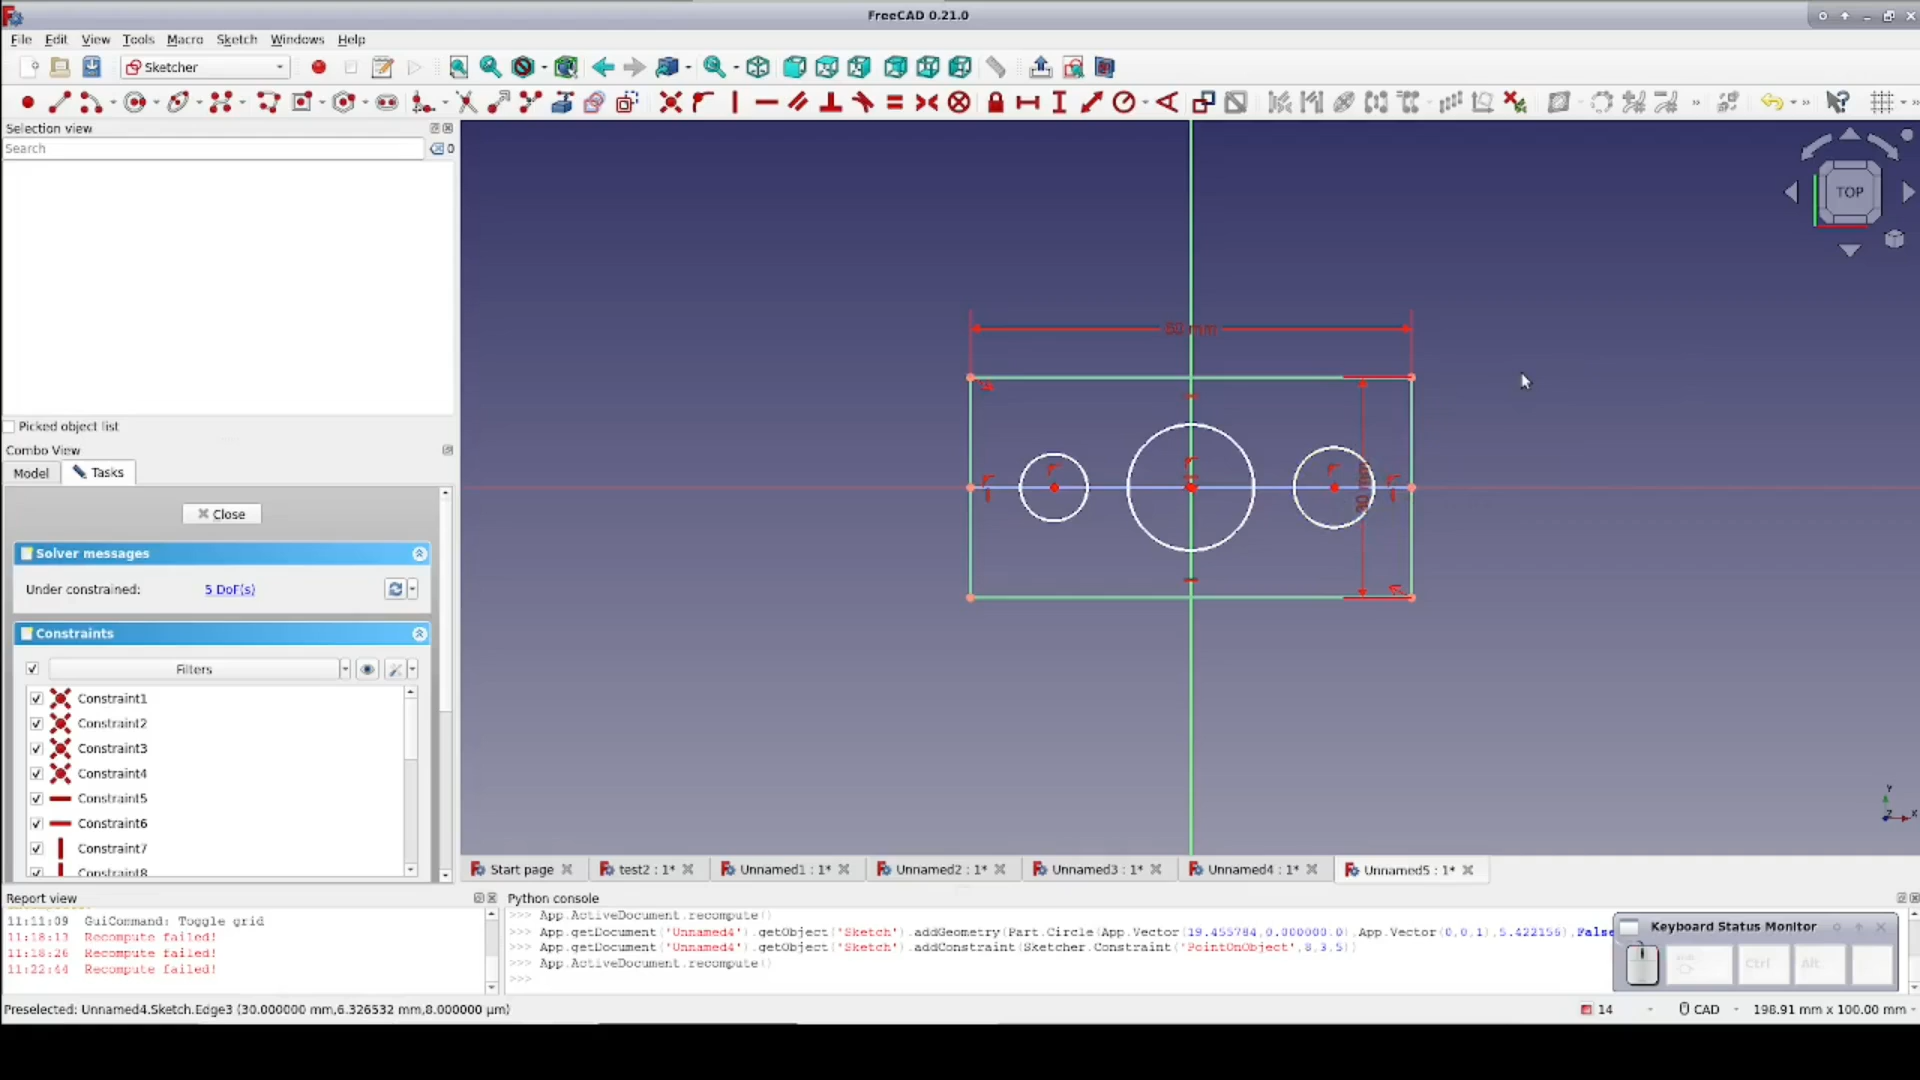 FreeCAD 0.21.0
File Edit View Tools Macro Sketch Windows Help
Sketcher
Selection view
Search
0
TOP
Picked object list
Combo View
Model Tasks
Close
Solver messages
Under constrained: 5 DoF(s)
Constraints
Filters
Constraint1
Constraint2
Constraint3
Constraint4
Constraint5
Constraint6
Constraint7
Constraint8
mm
30 mm
Y
Z X
Start page test2 : 1* Unnamed1 : 1* Unnamed2 : 1* Unnamed3 : 1* Unnamed4 : 1* Unnamed5 : 1*
Report view
11:11:09 GuiCommand: Toggle grid
11:18:13 Recompute failed!
11:18:26 Recompute failed!
11:22:44 Recompute failed!
Python console
>>> App.ActiveDocument.recompute()
>>> App.getDocument('Unnamed4').getObject('Sketch').addGeometry(Part.Circle(App.Vector(19.455784,0.000000,0),App.Vector(0,0,1),5.422156),False
>>> App.getDocument('Unnamed4').getObject('Sketch').addConstraint(Sketcher.Constraint('PointOnObject',8,3,5))
>>> App.ActiveDocument.recompute()
>>>
Keyboard Status Monitor
Ctrl Alt
Preselected: Unnamed4.Sketch.Edge3 (30.000000 mm,6.326532 mm,8.000000 µm)
14 CAD 198.91 mm x 100.00 mm